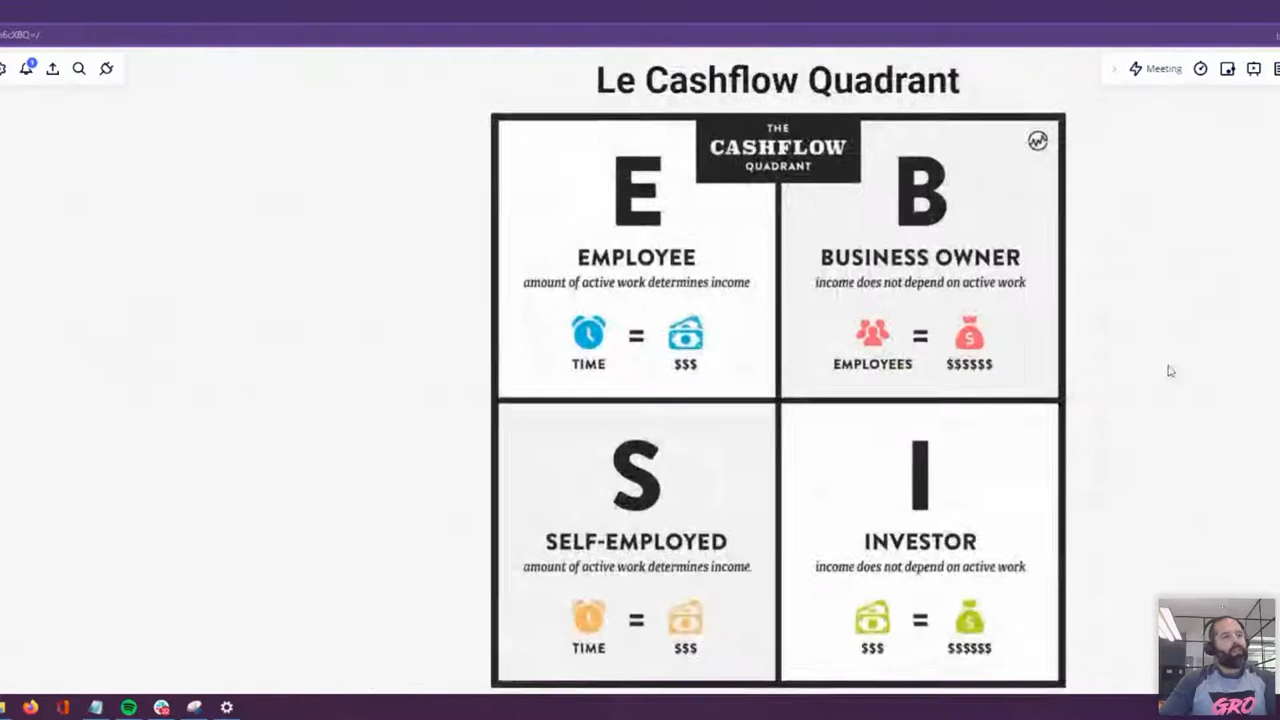 n6cXBQ=/
1
Meeting
Le Cashflow Quadrant
THE
CASHFLOW
QUADRANT
E
EMPLOYEE
amount of active work determines income
TIME
=
$$$
B
BUSINESS OWNER
income does not depend on active work
EMPLOYEES
=
$$$$$$
S
SELF-EMPLOYED
amount of active work determines income.
TIME
=
$$$
I
INVESTOR
income does not depend on active work
$$$
=
$$$$$$
GRO